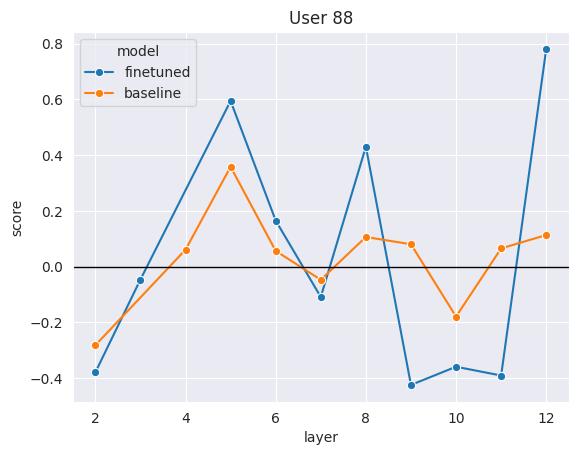 User 88
model
finetuned
baseline
score
0.8
0.6
0.4
0.2
0.0
−0.2
−0.4
2 4 6 8 10 12
layer